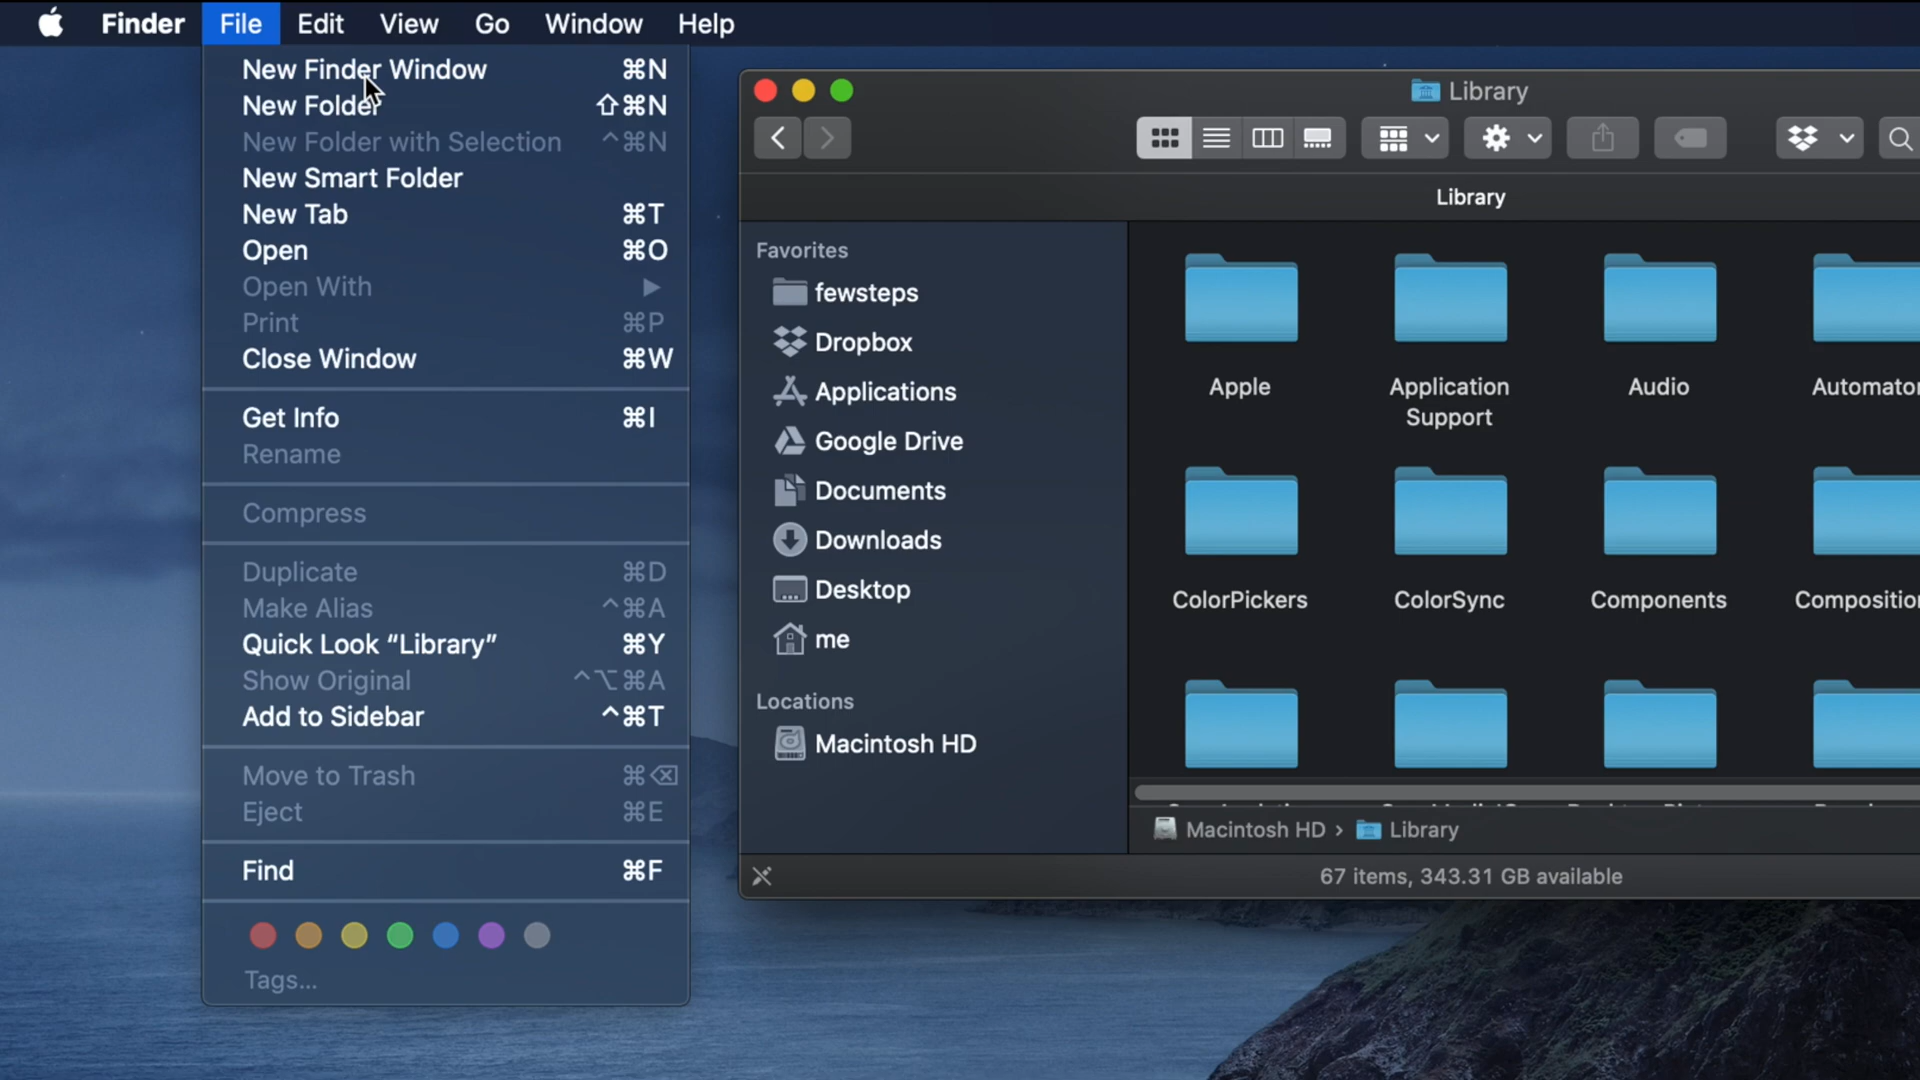 Finder File Edit View Go Window Help
New Finder Window ⌘N
New Folder ⇧⌘N
New Folder with Selection ^⌘N
New Smart Folder
New Tab ⌘T
Open ⌘O
Open With ▶
Print ⌘P
Close Window ⌘W
Get Info ⌘I
Rename
Compress
Duplicate ⌘D
Make Alias ^⌘A
Quick Look “Library” ⌘Y
Show Original ^⌥⌘A
Add to Sidebar ^⌘T
Move to Trash ⌘⌫
Eject ⌘E
Find ⌘F
Tags...
Library
Library
Favorites
fewsteps
Dropbox
Applications
Google Drive
Documents
Downloads
Desktop
me
Locations
Macintosh HD
Apple
Application
Support
Audio
Automator
ColorPickers
ColorSync
Components
Composition
Macintosh HD › Library
67 items, 343.31 GB available